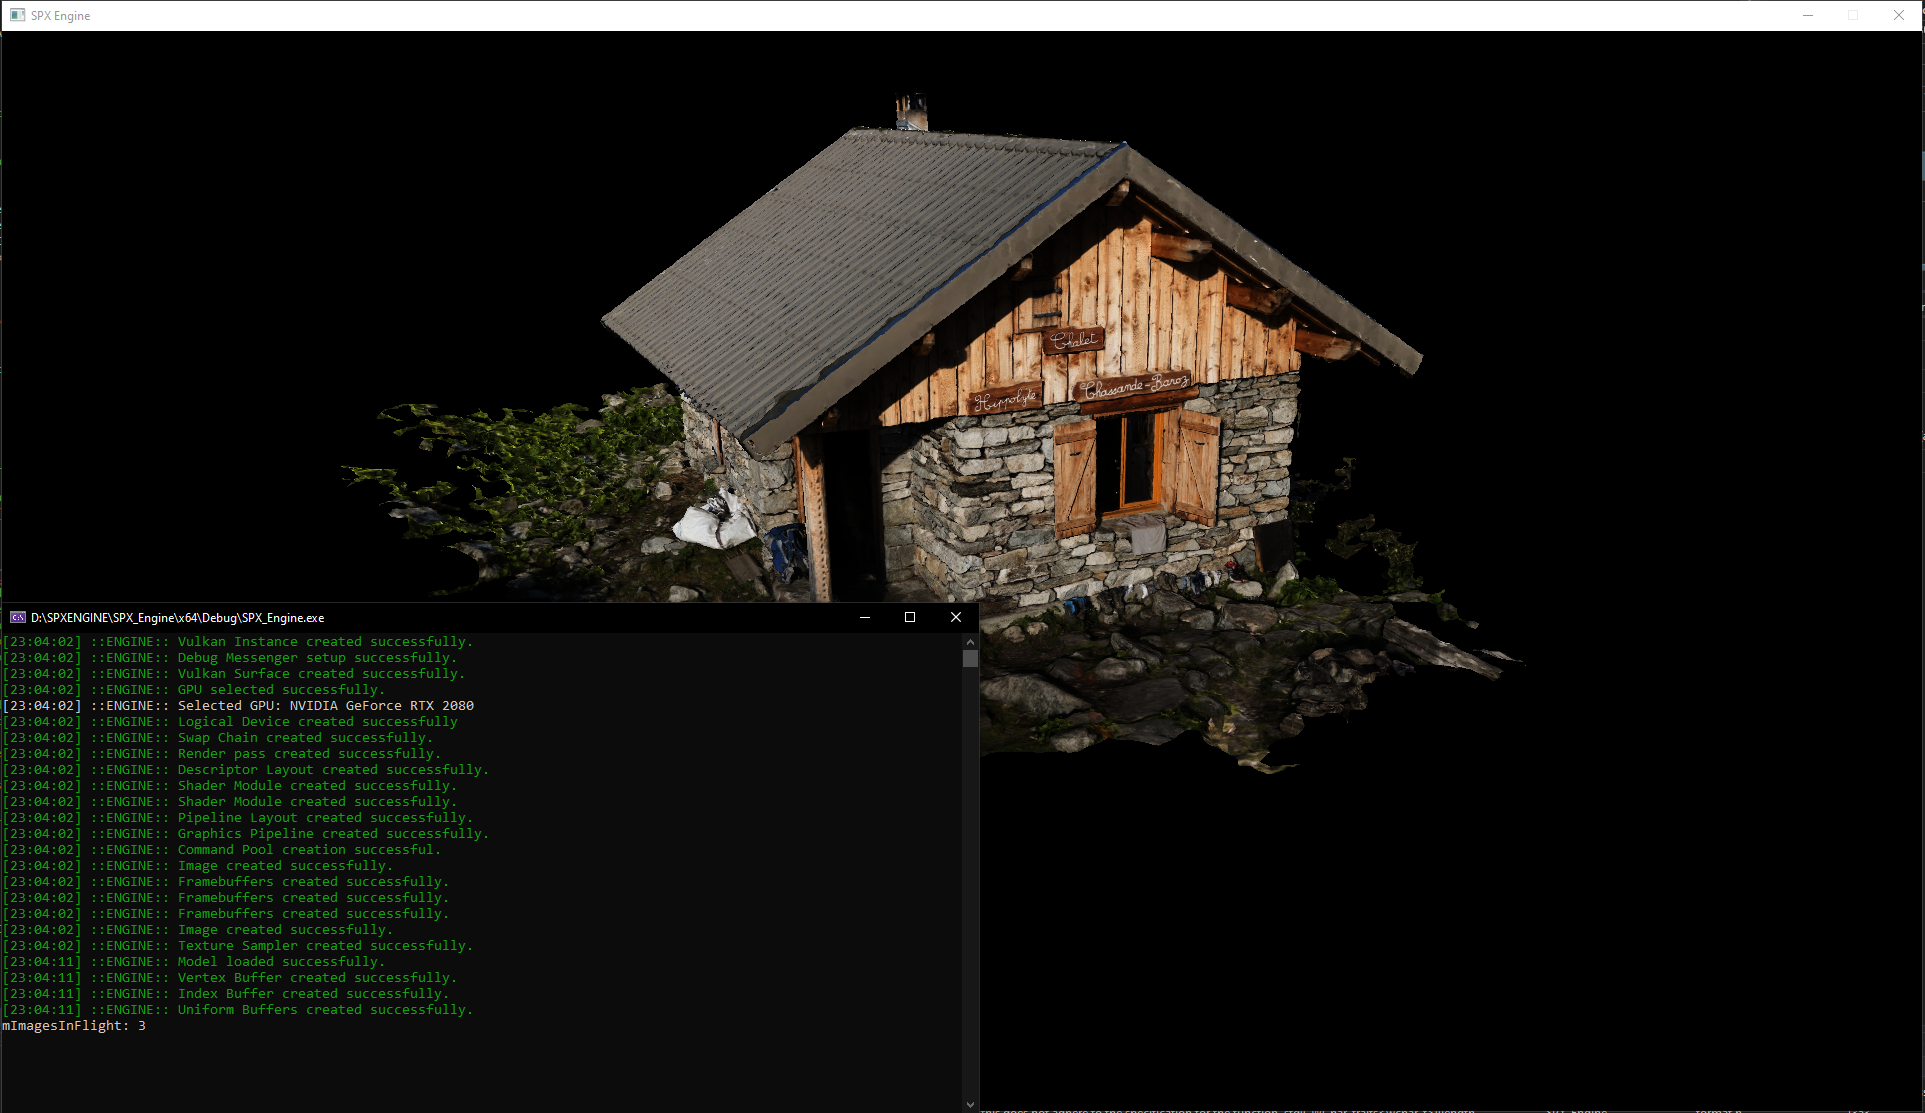 SPX Engine
Chalet
Hippolyte
Chassande-Baroz
D:\SPXENGINE\SPX_Engine\x64\Debug\SPX_Engine.exe
[23:04:02] ::ENGINE:: Vulkan Instance created successfully.
[23:04:02] ::ENGINE:: Debug Messenger setup successfully.
[23:04:02] ::ENGINE:: Vulkan Surface created successfully.
[23:04:02] ::ENGINE:: GPU selected successfully.
[23:04:02] ::ENGINE:: Selected GPU: NVIDIA GeForce RTX 2080
[23:04:02] ::ENGINE:: Logical Device created successfully
[23:04:02] ::ENGINE:: Swap Chain created successfully.
[23:04:02] ::ENGINE:: Render pass created successfully.
[23:04:02] ::ENGINE:: Descriptor Layout created successfully.
[23:04:02] ::ENGINE:: Shader Module created successfully.
[23:04:02] ::ENGINE:: Shader Module created successfully.
[23:04:02] ::ENGINE:: Pipeline Layout created successfully.
[23:04:02] ::ENGINE:: Graphics Pipeline created successfully.
[23:04:02] ::ENGINE:: Command Pool creation successful.
[23:04:02] ::ENGINE:: Image created successfully.
[23:04:02] ::ENGINE:: Framebuffers created successfully.
[23:04:02] ::ENGINE:: Framebuffers created successfully.
[23:04:02] ::ENGINE:: Framebuffers created successfully.
[23:04:02] ::ENGINE:: Image created successfully.
[23:04:02] ::ENGINE:: Texture Sampler created successfully.
[23:04:11] ::ENGINE:: Model loaded successfully.
[23:04:11] ::ENGINE:: Vertex Buffer created successfully.
[23:04:11] ::ENGINE:: Index Buffer created successfully.
[23:04:11] ::ENGINE:: Uniform Buffers created successfully.
mImagesInFlight: 3